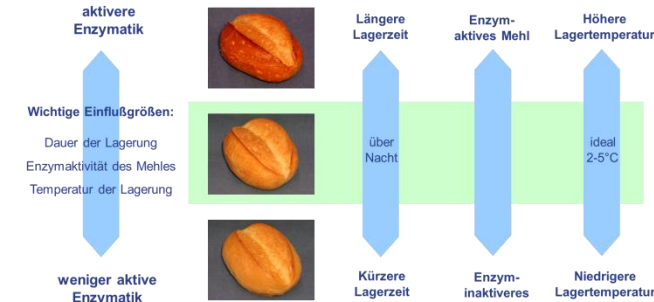 aktivere
Enzymatik
Wichtige Einflußgrößen:
Dauer der Lagerung
Enzymaktivität des Mehles
Temperatur der Lagerung
weniger aktive
Enzymatik
Längere
Lagerzeit
über
Nacht
Kürzere
Lagerzeit
Enzym-
aktives Mehl
Enzym-
inaktiveres
Höhere
Lagertemperatur
ideal
2-5°C
Niedrigere
Lagertemperatur